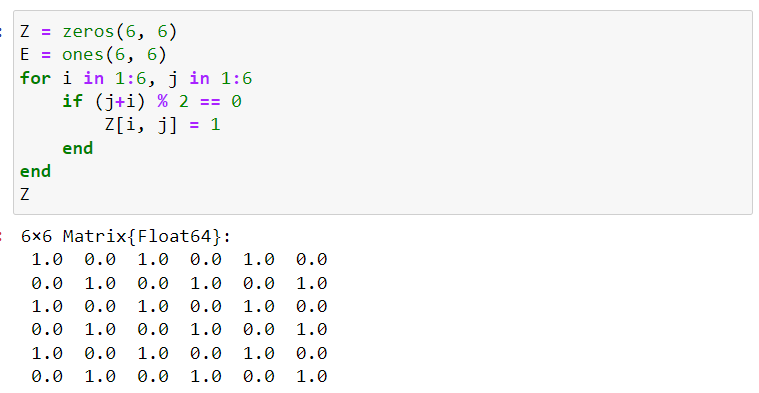 Z = zeros(6, 6)
E = ones(6, 6)
for i in 1:6, j in 1:6
    if (j+i) % 2 == 0
        Z[i, j] = 1
    end
end
Z
6×6 Matrix{Float64}:
 1.0  0.0  1.0  0.0  1.0  0.0
 0.0  1.0  0.0  1.0  0.0  1.0
 1.0  0.0  1.0  0.0  1.0  0.0
 0.0  1.0  0.0  1.0  0.0  1.0
 1.0  0.0  1.0  0.0  1.0  0.0
 0.0  1.0  0.0  1.0  0.0  1.0